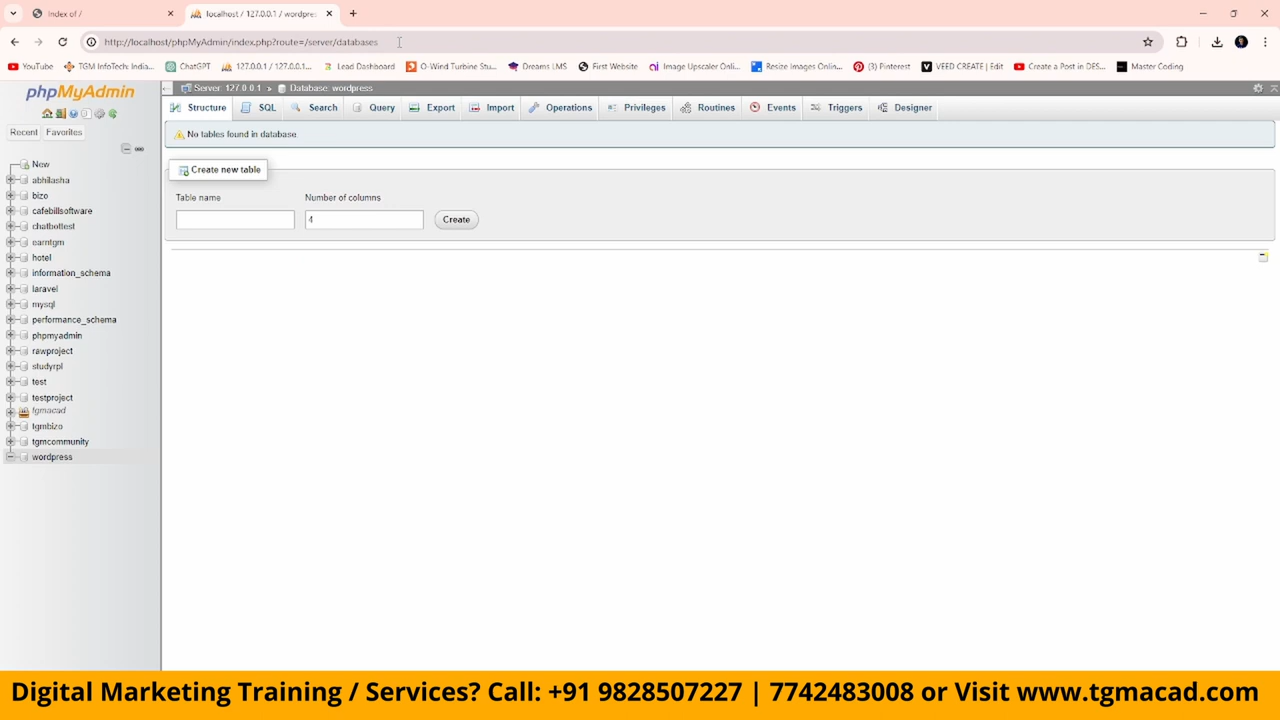 Index of /
localhost / 127.0.0.1 / wordpre:
http://localhost/phpMyAdmin/index.php?route=/server/databases
YouTube
TGM InfoTech: India...
ChatGPT
127.0.0.1 / 127.0.0.1...
Lead Dashboard
O-Wind Turbine Stu...
Dreams LMS
First Website
Image Upscaler Onli...
Resize Images Onlin...
(3) Pinterest
VEED CREATE | Edit
Create a Post in DES...
Master Coding
phpMyAdmin
Server: 127.0.0.1 » Database: wordpress
Structure
SQL
Search
Query
Export
Import
Operations
Privileges
Routines
Events
Triggers
Designer
Recent
Favorites
No tables found in database.
Create new table
Table name
Number of columns
4
Create
New
abhilasha
bizo
cafebillsoftware
chatbottest
earntgm
hotel
information_schema
laravel
mysql
performance_schema
phpmyadmin
rawproject
studyrpl
test
testproject
tgmacad
tgmbizo
tgmcommunity
wordpress
Digital Marketing Training / Services? Call: +91 9828507227 | 7742483008 or Visit www.tgmacad.com